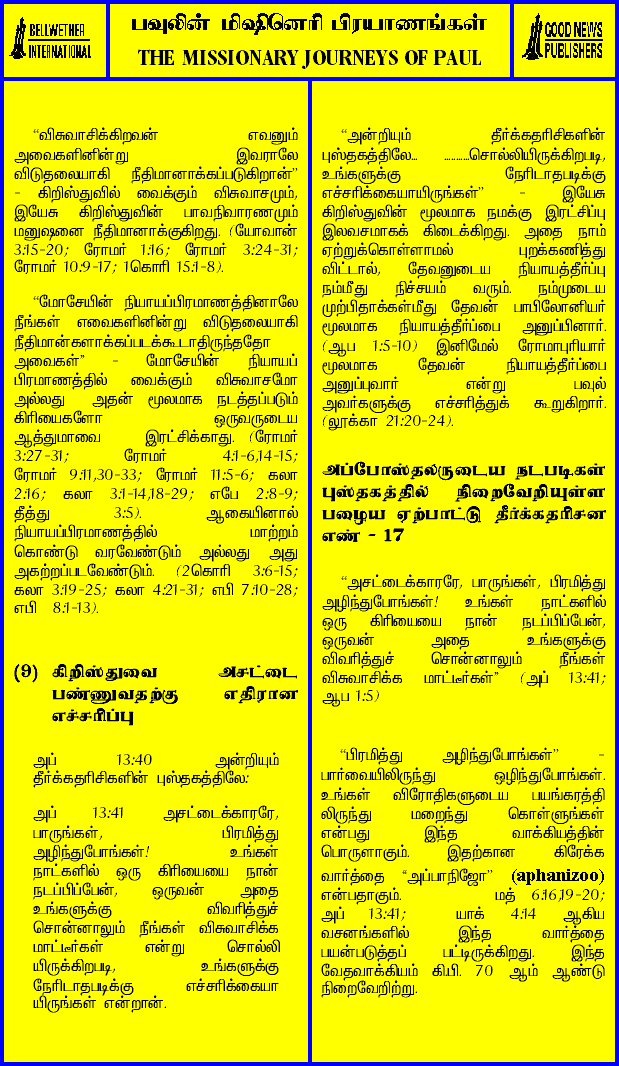 BELLWETHER
INTERNATIONAL
பவுலின் மிஷினெரி பிரயாணங்கள்
THE MISSIONARY JOURNEYS OF PAUL
GOOD NEWS
PUBLISHERS
“விசுவாசிக்கிறவன் எவனும்
அவைகளினின்று இவராலே
விடுதலையாகி நீதிமானாக்கப்படுகிறான்”
- கிறிஸ்துவில் வைக்கும் விசுவாசமும்,
இயேசு கிறிஸ்துவின் பாவநிவாரணமும்
மனுஷனை நீதிமானாக்குகிறது. (யோவான்
3:15-20; ரோமர் 1:16; ரோமர் 3:24-31;
ரோமர் 10:9-17; 1கொரி 15:1-8).
“மோசேயின் நியாயப்பிரமாணத்தினாலே
நீங்கள் எவைகளினின்று விடுதலையாகி
நீதிமான்களாக்கப்படக்கூடாதிருந்ததோ
அவைகள்” - மோசேயின் நியாயப்
பிரமாணத்தில் வைக்கும் விசுவாசமோ
அல்லது அதன் மூலமாக நடத்தப்படும்
கிரியைகளோ ஒருவருடைய
ஆத்துமாவை இரட்சிக்காது. (ரோமர்
3:27-31; ரோமர் 4:1-6,14-15;
ரோமர் 9:11,30-33; ரோமர் 11:5-6; கலா
2:16; கலா 3:1-14,18-29; எபே 2:8-9;
தீத்து 3:5). ஆகையினால்
நியாயப்பிரமாணத்தில் மாற்றம்
கொண்டு வரவேண்டும் அல்லது அது
அகற்றப்படவேண்டும். (2கொரி 3:6-15;
கலா 3:19-25; கலா 4:21-31; எபி 7:10-28;
எபி 8:1-13).
(9) கிறிஸ்துவை அசட்டை
பண்ணுவதற்கு எதிரான
எச்சரிப்பு
அப் 13:40 அன்றியும்
தீர்க்கதரிசிகளின் புஸ்தகத்திலே:
அப் 13:41 அசட்டைக்காரரே,
பாருங்கள், பிரமித்து
அழிந்துபோங்கள்! உங்கள்
நாட்களில் ஒரு கிரியையை நான்
நடப்பிப்பேன், ஒருவன் அதை
உங்களுக்கு விவரித்துச்
சொன்னாலும் நீங்கள் விசுவாசிக்க
மாட்டீர்கள் என்று சொல்லி
யிருக்கிறபடி, உங்களுக்கு
நேரிடாதபடிக்கு எச்சரிக்கையா
யிருங்கள் என்றான்.
“அன்றியும் தீர்க்கதரிசிகளின்
புஸ்தகத்திலே... ...........சொல்லியிருக்கிறபடி,
உங்களுக்கு நேரிடாதபடிக்கு
எச்சரிக்கையாயிருங்கள்” - இயேசு
கிறிஸ்துவின் மூலமாக நமக்கு இரட்சிப்பு
இலவசமாகக் கிடைக்கிறது. அதை நாம்
ஏற்றுக்கொள்ளாமல் புறக்கணித்து
விட்டால், தேவனுடைய நியாயத்தீர்ப்பு
நம்மீது நிச்சயம் வரும். நம்முடைய
முற்பிதாக்கள்மீது தேவன் பாபிலோனியர்
மூலமாக நியாயத்தீர்ப்பை அனுப்பினார்.
(ஆப 1:5-10) இனிமேல் ரோமாபுரியார்
மூலமாக தேவன் நியாயத்தீர்ப்பை
அனுப்புவார் என்று பவுல்
அவர்களுக்கு எச்சரித்துக் கூறுகிறார்.
(லூக்கா 21:20-24).
அப்போஸ்தலருடைய நடபடிகள்
புஸ்தகத்தில் நிறைவேறியுள்ள
பழைய ஏற்பாட்டு தீர்க்கதரிசன
எண் - 17
“அசட்டைக்காரரே, பாருங்கள், பிரமித்து
அழிந்துபோங்கள்! உங்கள் நாட்களில்
ஒரு கிரியையை நான் நடப்பிப்பேன்,
ஒருவன் அதை உங்களுக்கு
விவரித்துச் சொன்னாலும் நீங்கள்
விசுவாசிக்க மாட்டீர்கள்” (அப் 13:41;
ஆப 1:5)
“பிரமித்து அழிந்துபோங்கள்” -
பார்வையிலிருந்து ஒழிந்துபோங்கள்.
உங்கள் விரோதிகளுடைய பயங்கரத்தி
லிருந்து மறைந்து கொள்ளுங்கள்
என்பது இந்த வாக்கியத்தின்
பொருளாகும். இதற்கான கிரேக்க
வார்த்தை “அப்பாநிஜோ” (aphanizoo)
என்பதாகும். மத் 6:16,19-20;
அப் 13:41; யாக் 4:14 ஆகிய
வசனங்களில் இந்த வார்த்தை
பயன்படுத்தப் பட்டிருக்கிறது. இந்த
வேதவாக்கியம் கி.பி. 70 ஆம் ஆண்டு
நிறைவேறிற்று.